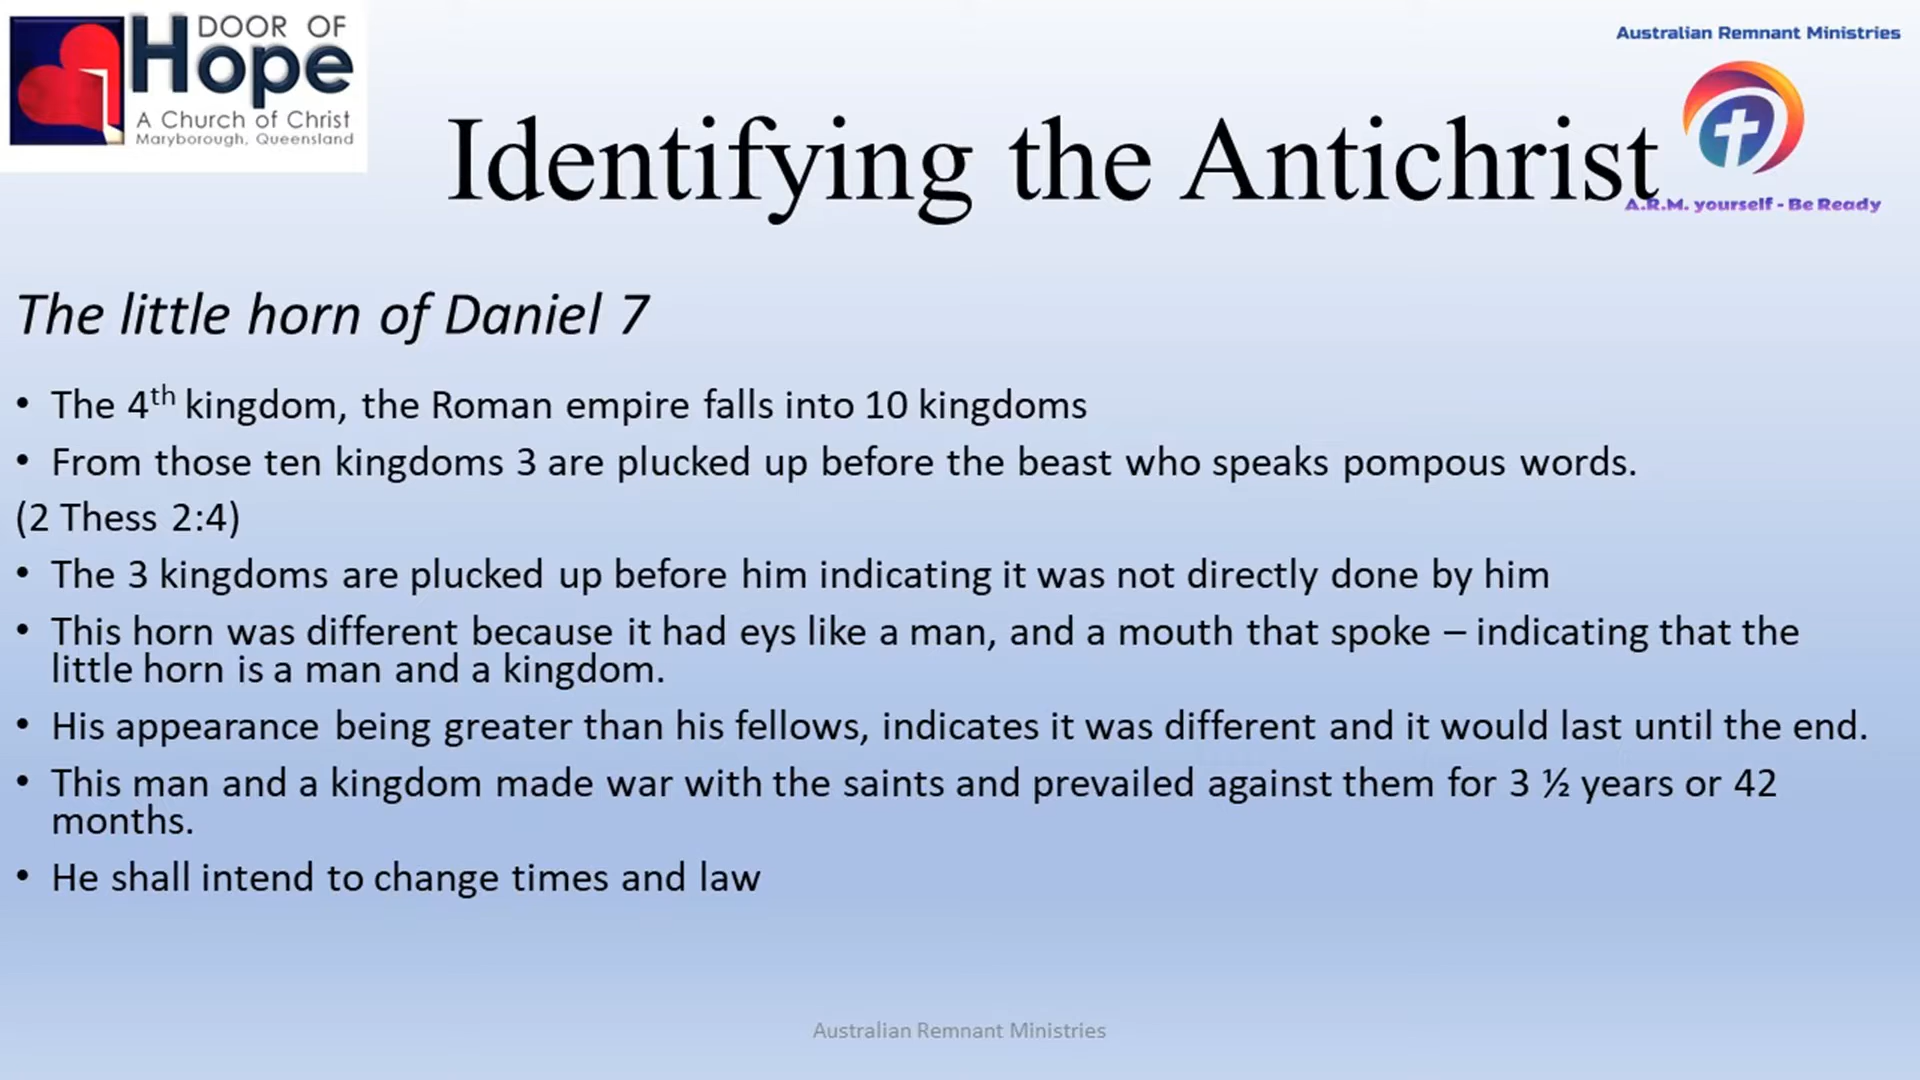 DOOR OF
Hope
A Church of Christ
Maryborough, Queensland
Australian Remnant Ministries
Identifying the Antichrist
A.R.M. yourself - Be Ready
The little horn of Daniel 7
• The 4th kingdom, the Roman empire falls into 10 kingdoms
• From those ten kingdoms 3 are plucked up before the beast who speaks pompous words.
(2 Thess 2:4)
• The 3 kingdoms are plucked up before him indicating it was not directly done by him
• This horn was different because it had eys like a man, and a mouth that spoke – indicating that the
little horn is a man and a kingdom.
• His appearance being greater than his fellows, indicates it was different and it would last until the end.
• This man and a kingdom made war with the saints and prevailed against them for 3 ½ years or 42
months.
• He shall intend to change times and law
Australian Remnant Ministries